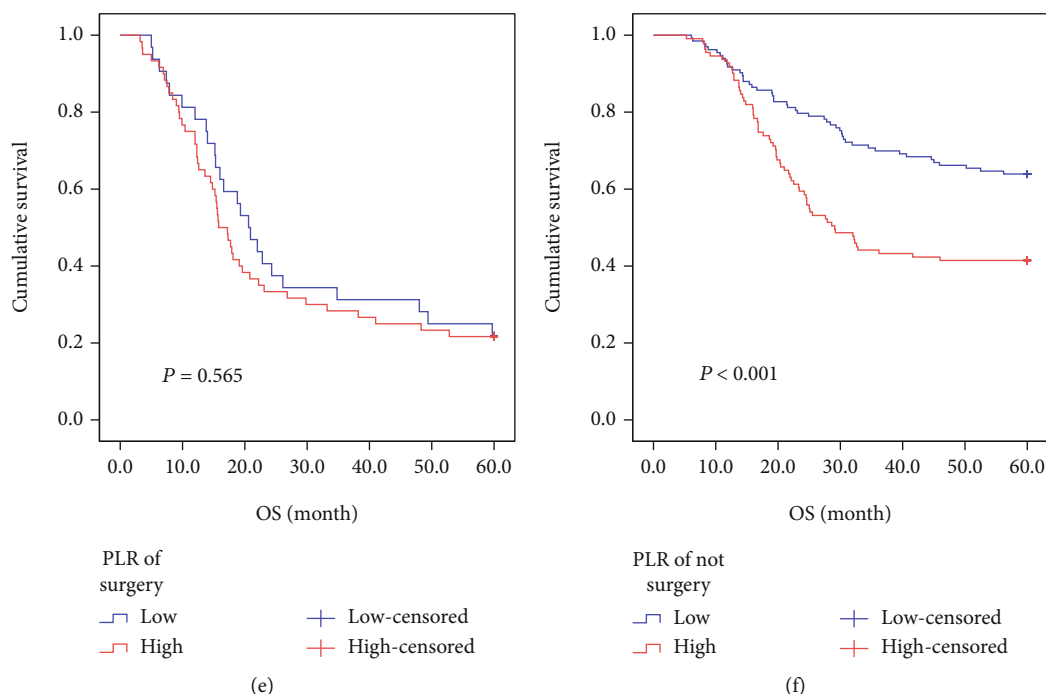 1.0
0.8
0.6
0.4
0.2
0.0
Cumulative survival
P = 0.565
0.0 10.0 20.0 30.0 40.0 50.0 60.0
OS (month)
PLR of
surgery
Low
High
Low-censored
High-censored
(e)
1.0
0.8
0.6
0.4
0.2
0.0
Cumulative survival
P < 0.001
0.0 10.0 20.0 30.0 40.0 50.0 60.0
OS (month)
PLR of not
surgery
Low
High
Low-censored
High-censored
(f)